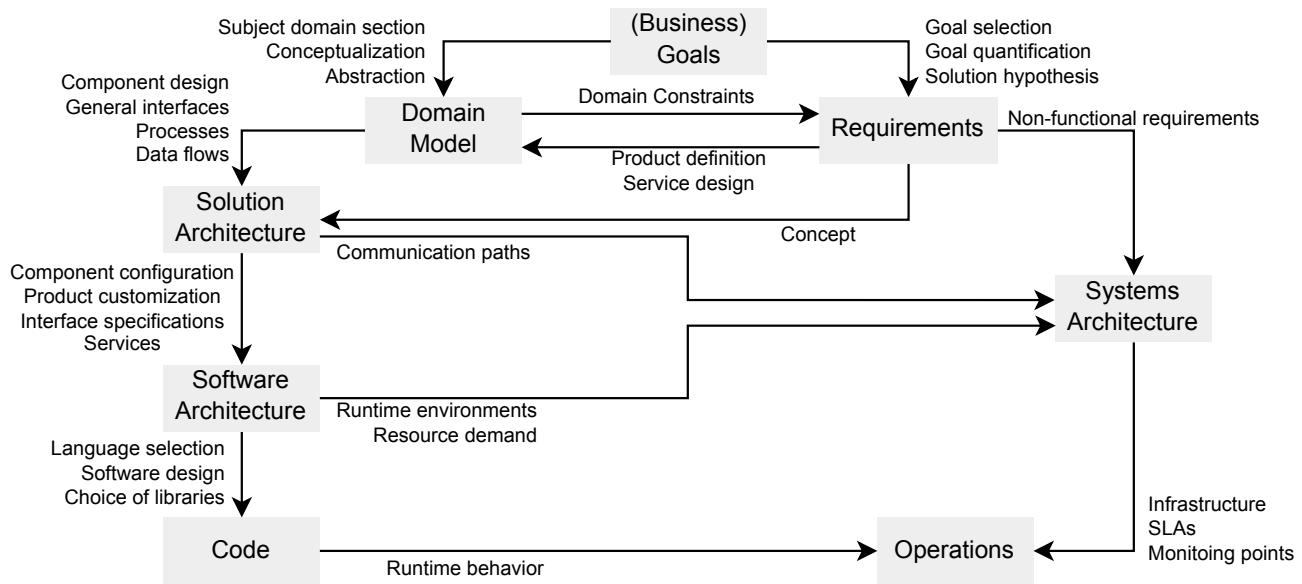 Subject domain section
Conceptualization
Abstraction
(Business)
Goals
Goal selection
Goal quantification
Solution hypothesis
Component design
General interfaces
Processes
Data flows
Domain
Model
Domain Constraints
Product definition
Service design
Requirements
Non-functional requirements
Solution
Architecture
Concept
Communication paths
Component configuration
Product customization
Interface specifications
Services
Systems
Architecture
Software
Architecture
Runtime environments
Resource demand
Language selection
Software design
Choice of libraries
Infrastructure
SLAs
Monitoing points
Code
Runtime behavior
Operations